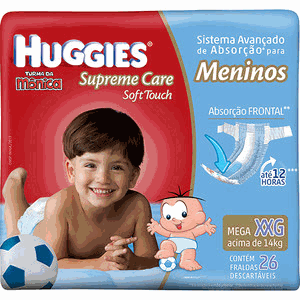 HUGGIES
TURMA DA
Mônica
Supreme Care
Soft Touch
Sistema Avançado
de Absorção* para
Meninos
Absorção FRONTAL**
até 12
HORAS
***
MEGA XXG
acima de 14kg
CONTÉM 26
FRALDAS
DESCARTÁVEIS